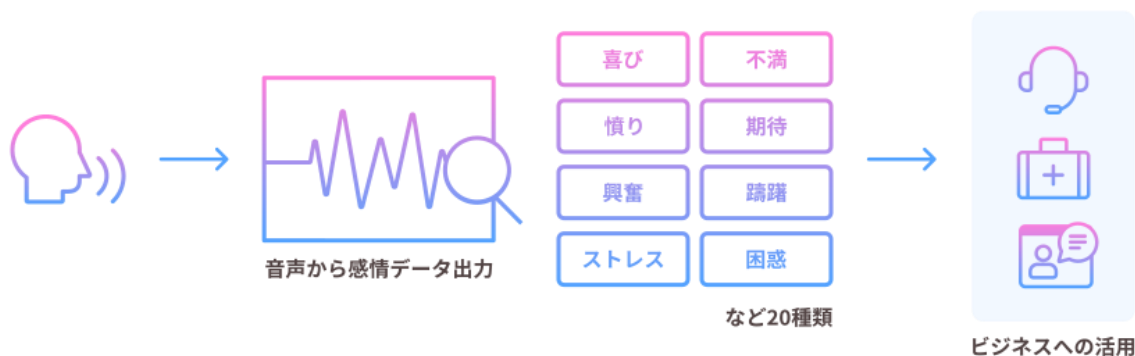 喜び
不満
憤り
期待
興奮
躊躇
ストレス
困惑
音声から感情データ出力
など20種類
ビジネスへの活用